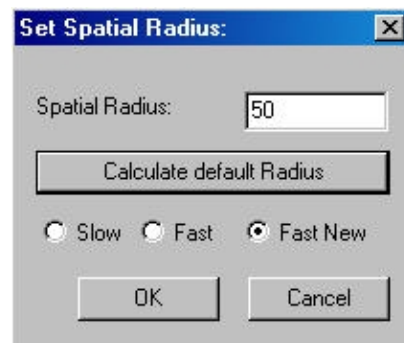 Set Spatial Radius:
Spatial Radius: 50
Calculate default Radius
Slow Fast Fast New
OK Cancel